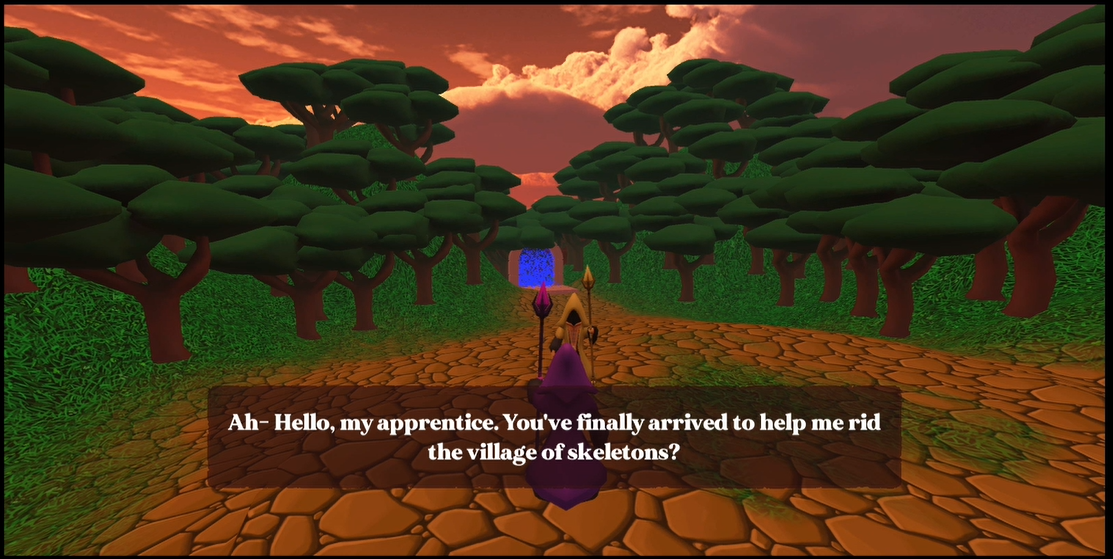 Ah- Hello, my apprentice. You've finally arrived to help me rid
the village of skeletons?